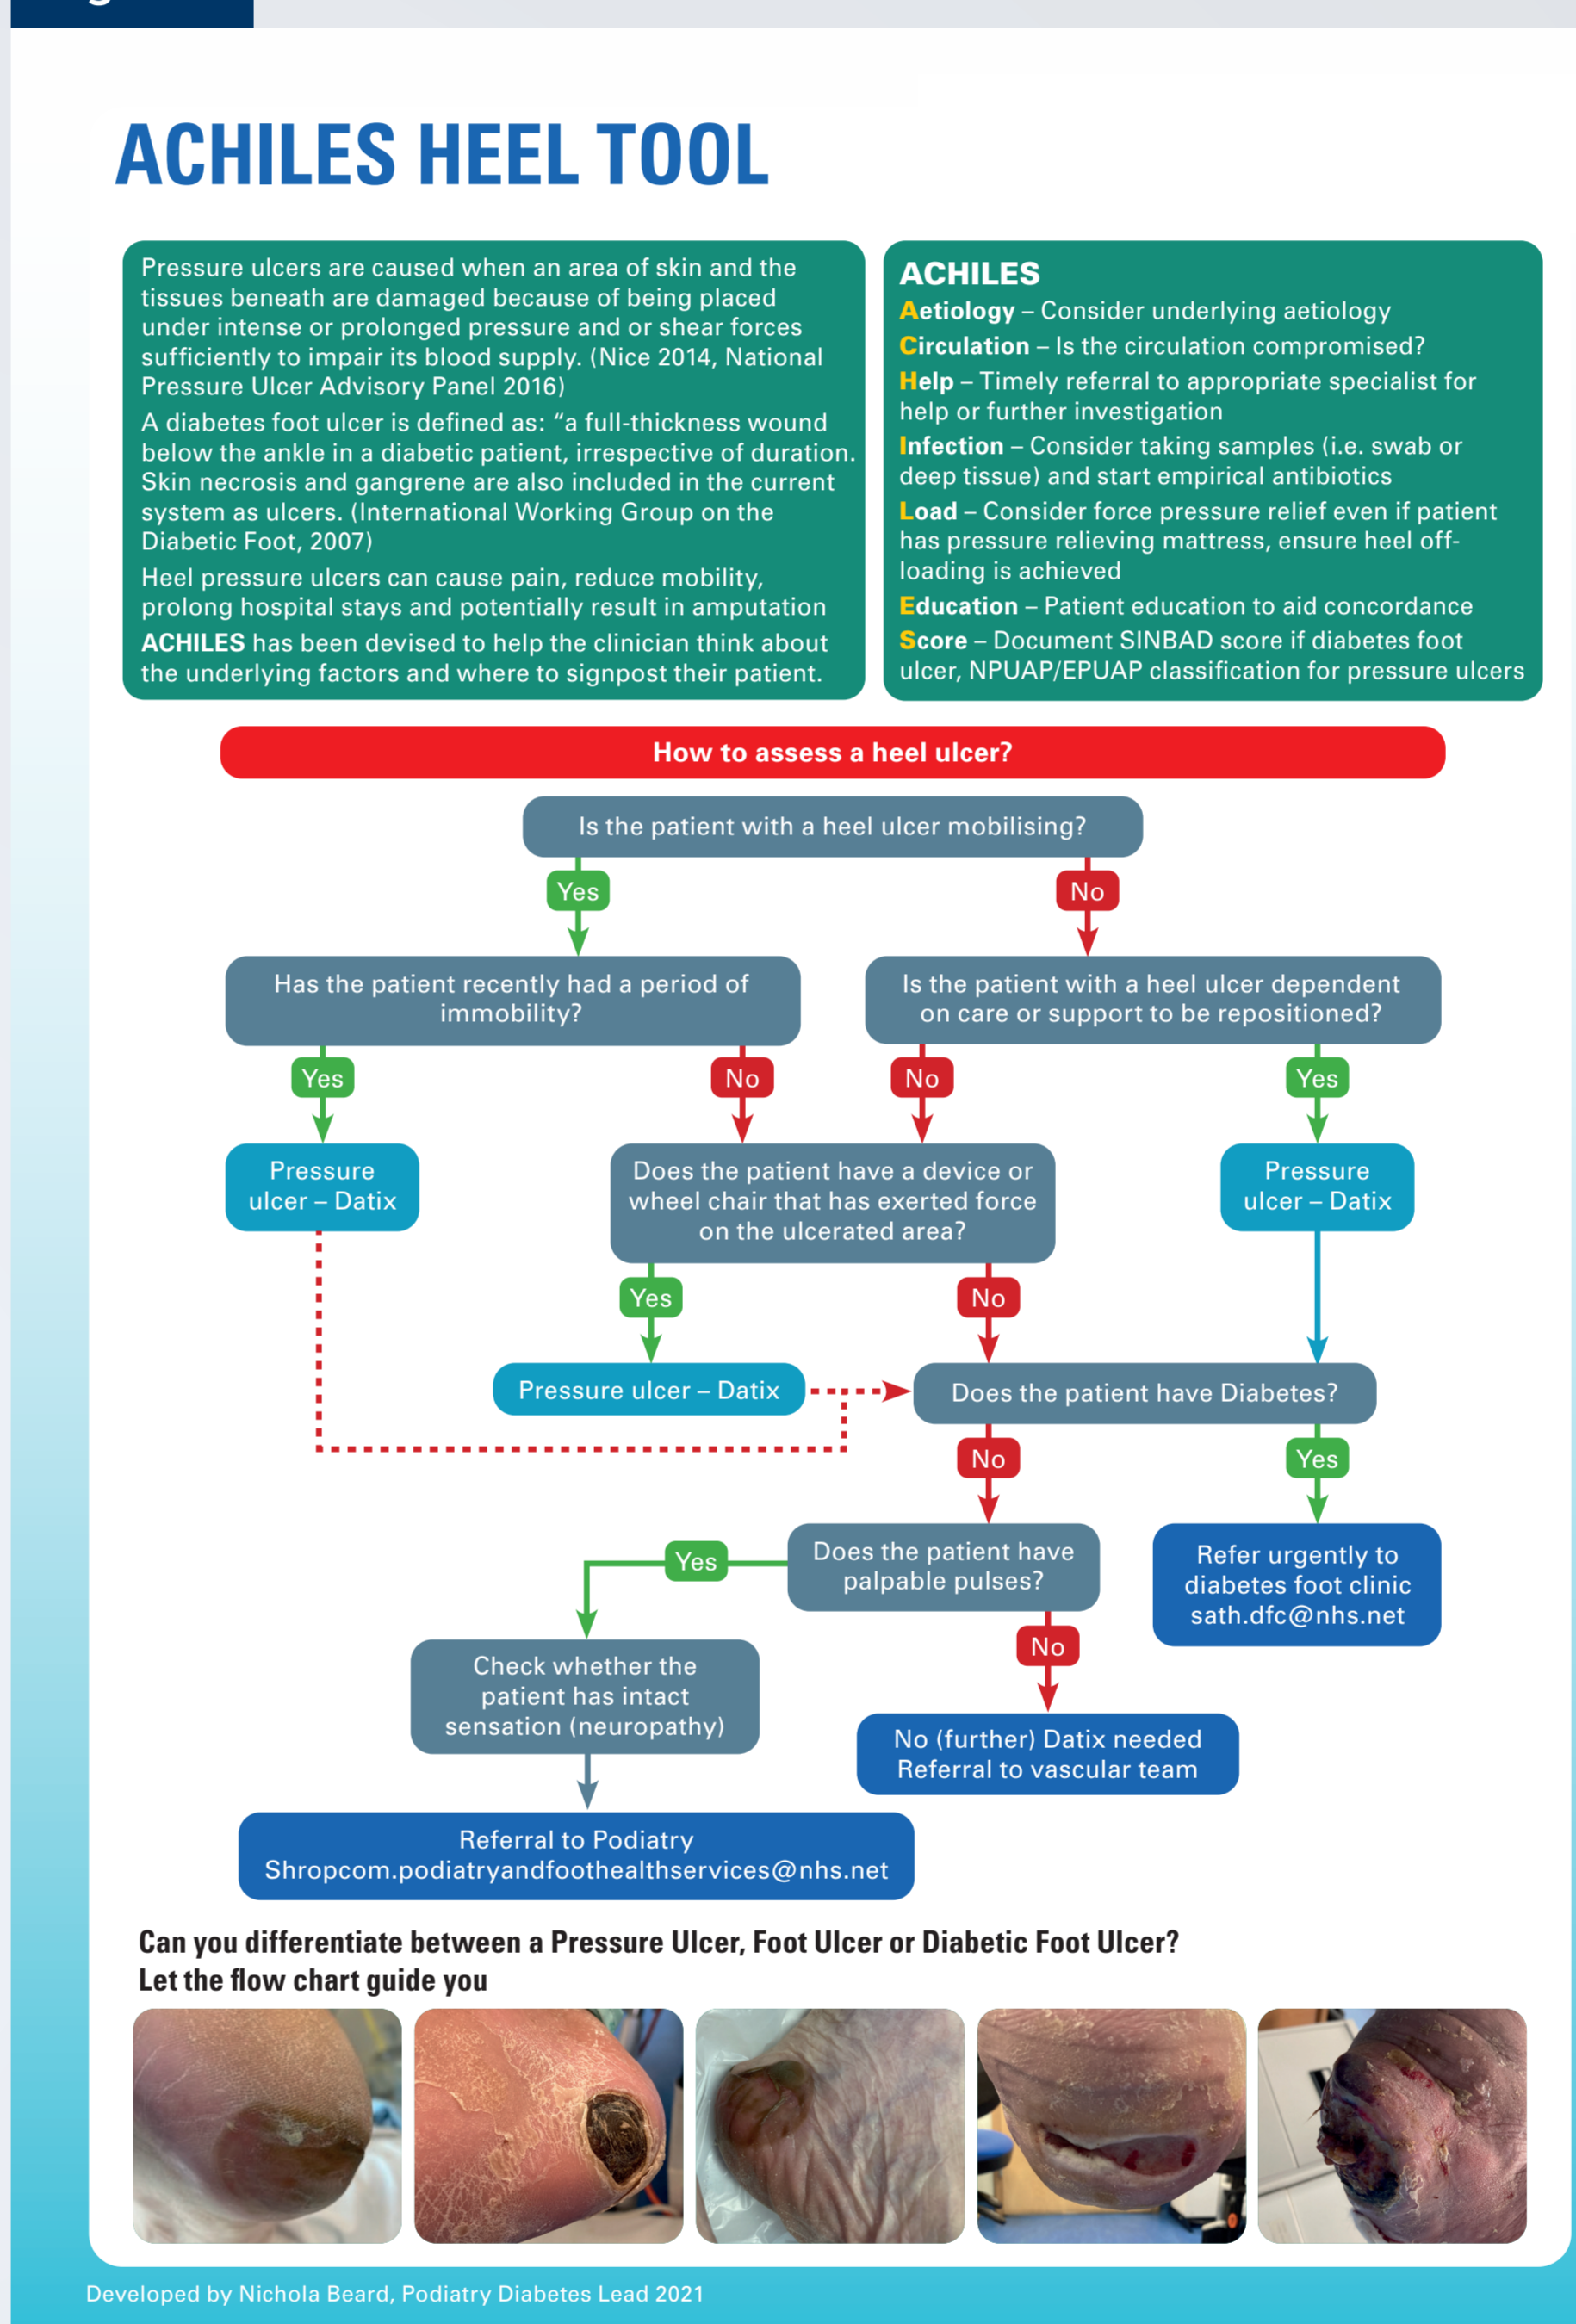 ACHILES HEEL TOOL
Pressure ulcers are caused when an area of skin and the
tissues beneath are damaged because of being placed
under intense or prolonged pressure and or shear forces
sufficiently to impair its blood supply. (Nice 2014, National
Pressure Ulcer Advisory Panel 2016)
A diabetes foot ulcer is defined as: “a full-thickness wound
below the ankle in a diabetic patient, irrespective of duration.
Skin necrosis and gangrene are also included in the current
system as ulcers. (International Working Group on the
Diabetic Foot, 2007)
Heel pressure ulcers can cause pain, reduce mobility,
prolong hospital stays and potentially result in amputation
ACHILES has been devised to help the clinician think about
the underlying factors and where to signpost their patient.
ACHILES
Aetiology – Consider underlying aetiology
Circulation – Is the circulation compromised?
Help – Timely referral to appropriate specialist for
help or further investigation
Infection – Consider taking samples (i.e. swab or
deep tissue) and start empirical antibiotics
Load – Consider force pressure relief even if patient
has pressure relieving mattress, ensure heel off-
loading is achieved
Education – Patient education to aid concordance
Score – Document SINBAD score if diabetes foot
ulcer, NPUAP/EPUAP classification for pressure ulcers
How to assess a heel ulcer?
Is the patient with a heel ulcer mobilising?
Yes
No
Has the patient recently had a period of
immobility?
Is the patient with a heel ulcer dependent
on care or support to be repositioned?
Yes
No
No
Yes
Pressure
ulcer – Datix
Does the patient have a device or
wheel chair that has exerted force
on the ulcerated area?
Pressure
ulcer – Datix
Yes
No
Pressure ulcer – Datix
Does the patient have Diabetes?
No
Yes
Does the patient have
palpable pulses?
Yes
Refer urgently to
diabetes foot clinic
sath.dfc@nhs.net
No
Check whether the
patient has intact
sensation (neuropathy)
No (further) Datix needed
Referral to vascular team
Referral to Podiatry
Shropcom.podiatryandfoothealthservices@nhs.net
Can you differentiate between a Pressure Ulcer, Foot Ulcer or Diabetic Foot Ulcer?
Let the flow chart guide you
Developed by Nichola Beard, Podiatry Diabetes Lead 2021